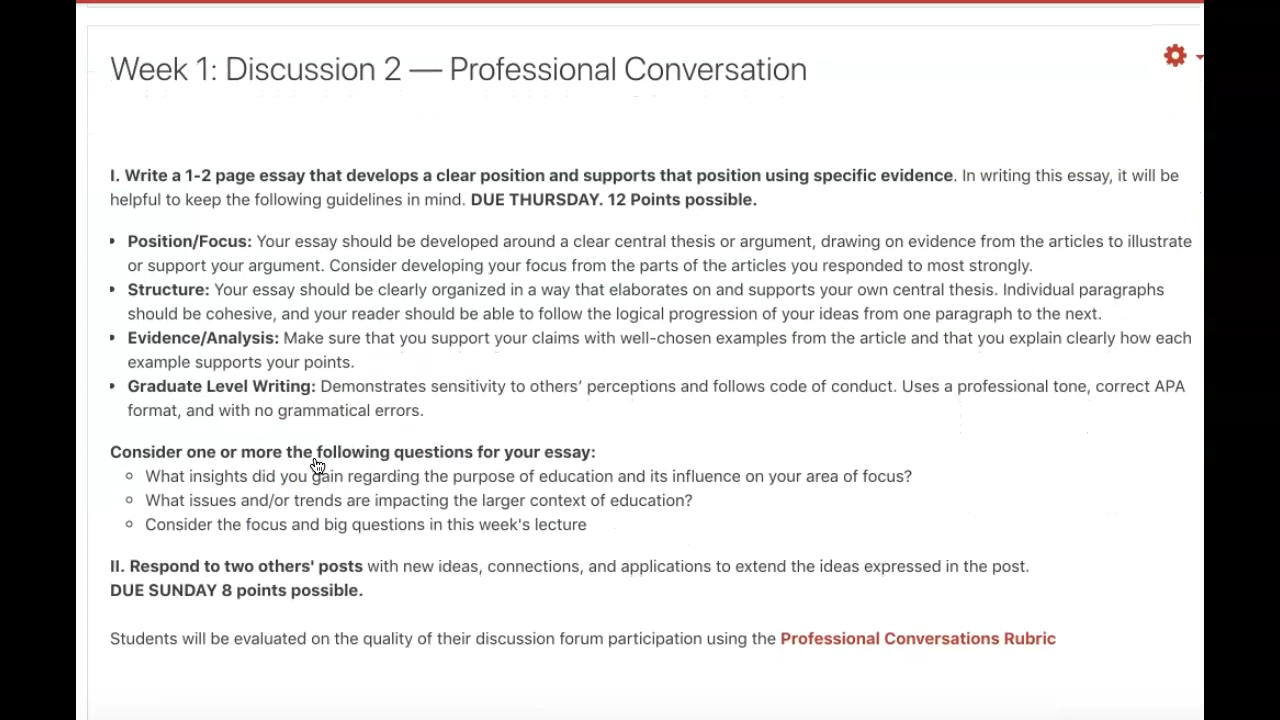 Week 1: Discussion 2 — Professional Conversation
I. Write a 1-2 page essay that develops a clear position and supports that position using specific evidence. In writing this essay, it will be
helpful to keep the following guidelines in mind. DUE THURSDAY. 12 Points possible.
• Position/Focus: Your essay should be developed around a clear central thesis or argument, drawing on evidence from the articles to illustrate
or support your argument. Consider developing your focus from the parts of the articles you responded to most strongly.
• Structure: Your essay should be clearly organized in a way that elaborates on and supports your own central thesis. Individual paragraphs
should be cohesive, and your reader should be able to follow the logical progression of your ideas from one paragraph to the next.
• Evidence/Analysis: Make sure that you support your claims with well-chosen examples from the article and that you explain clearly how each
example supports your points.
• Graduate Level Writing: Demonstrates sensitivity to others’ perceptions and follows code of conduct. Uses a professional tone, correct APA
format, and with no grammatical errors.
Consider one or more the following questions for your essay:
◦ What insights did you gain regarding the purpose of education and its influence on your area of focus?
◦ What issues and/or trends are impacting the larger context of education?
◦ Consider the focus and big questions in this week's lecture
II. Respond to two others' posts with new ideas, connections, and applications to extend the ideas expressed in the post.
DUE SUNDAY 8 points possible.
Students will be evaluated on the quality of their discussion forum participation using the Professional Conversations Rubric